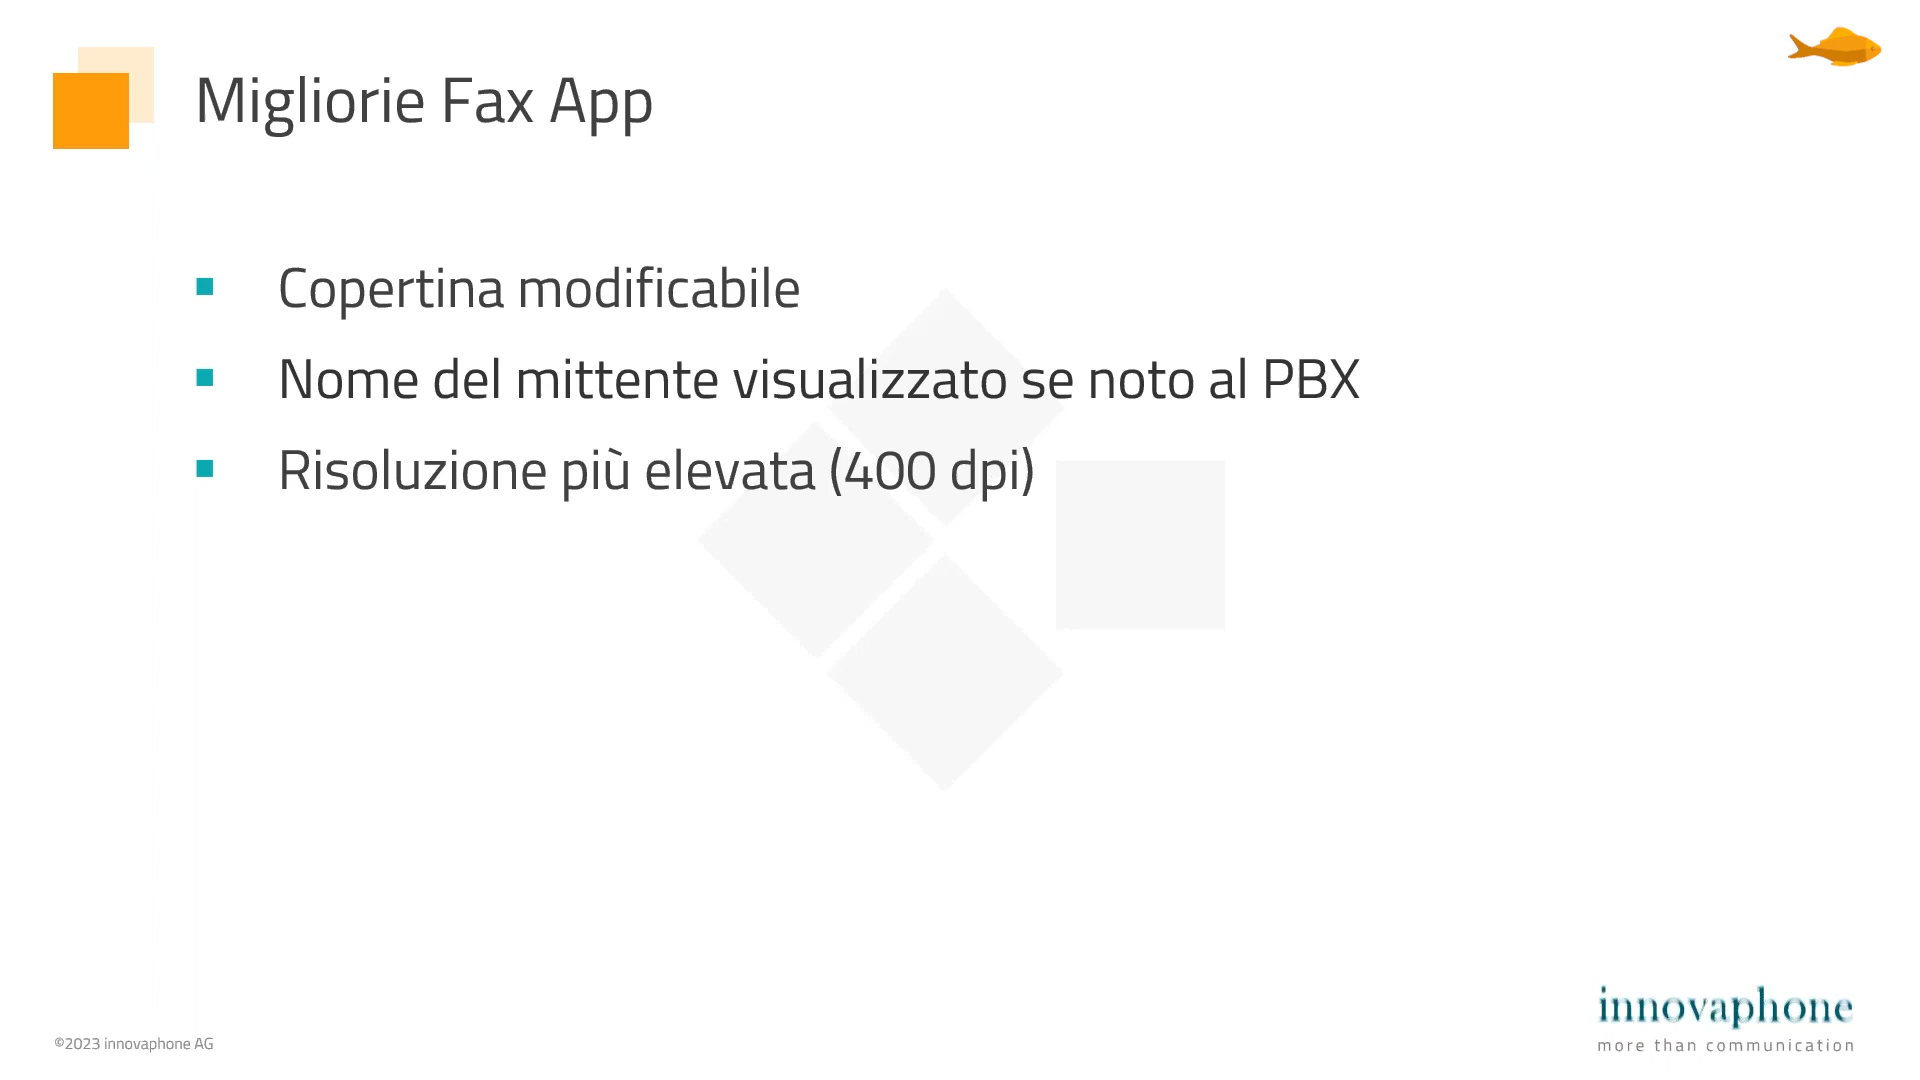 Migliorie Fax App
Copertina modificabile
Nome del mittente visualizzato se noto al PBX
Risoluzione più elevata (400 dpi)
innovaphone
more than communication
©2023 innovaphone AG